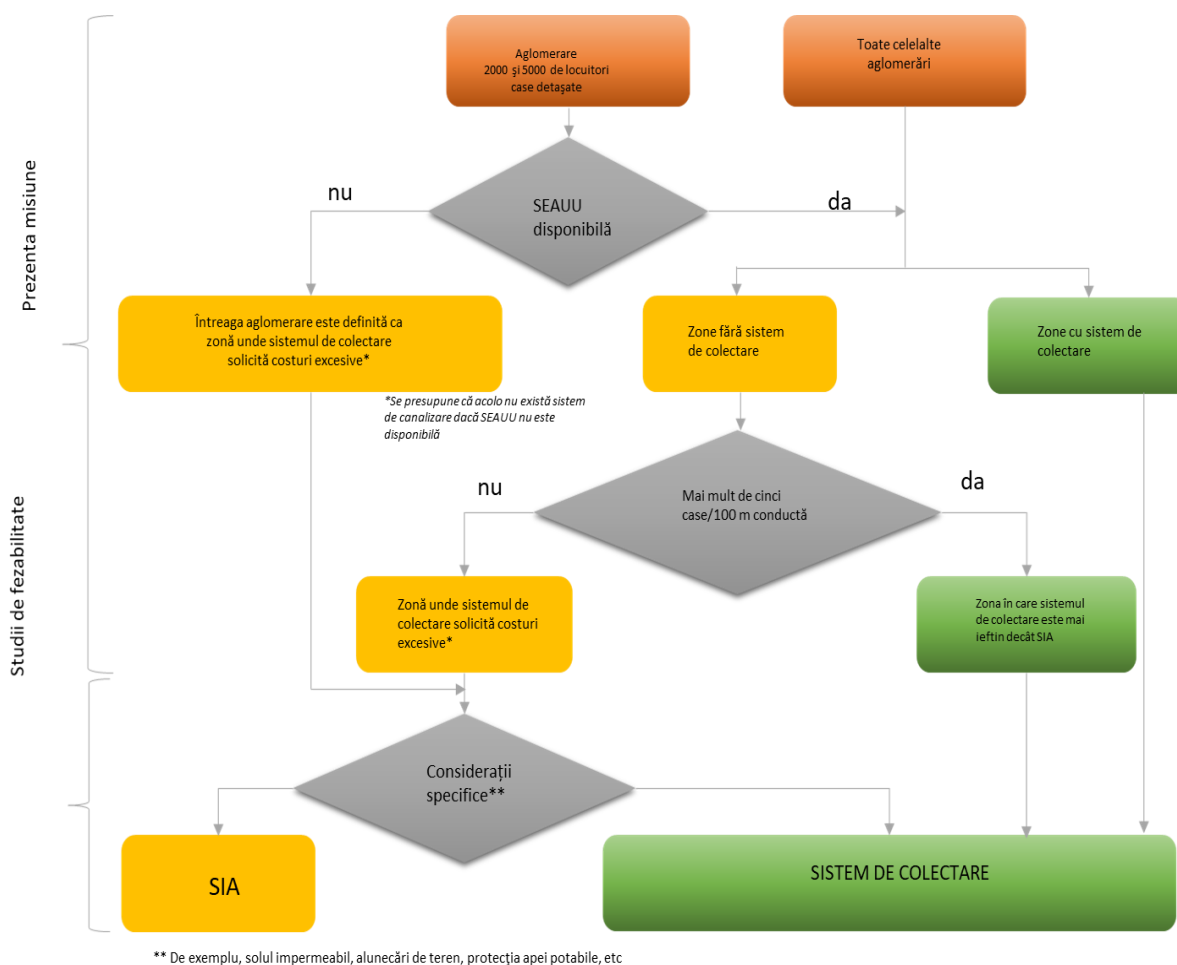 Aglomerare
2000 şi 5000 de locuitori
case detaşate
Toate celelalte
aglomerări
Prezenta misiune
nu
SEAUU
disponibilă
da
Întreaga aglomerare este definită ca
zonă unde sistemul de colectare
solicită costuri excesive*
Zone fără sistem
de colectare
Zone cu sistem de
colectare
*Se presupune că acolo nu există sistem
de canalizare dacă SEAUU nu este
disponibilă
Studii de fezabilitate
nu
Mai mult de cinci
case/100 m conductă
da
Zonă unde sistemul de
colectare solicită costuri
excesive*
Zona în care sistemul
de colectare este mai
ieftin decât SIA
Considerații
specifice**
SIA
SISTEM DE COLECTARE
** De exemplu, solul impermeabil, alunecări de teren, protecţia apei potabile, etc